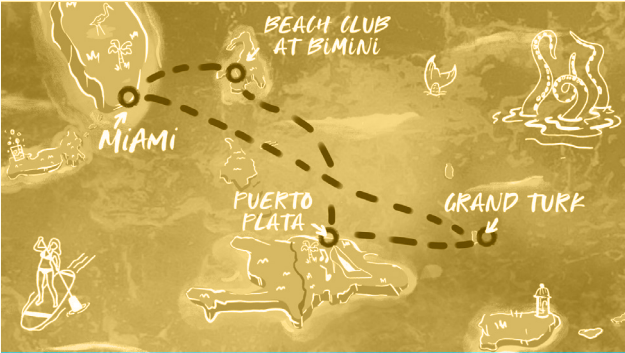 BEACH CLUB
AT BIMINI
MIAMI
PUERTO
PLATA
GRAND TURK